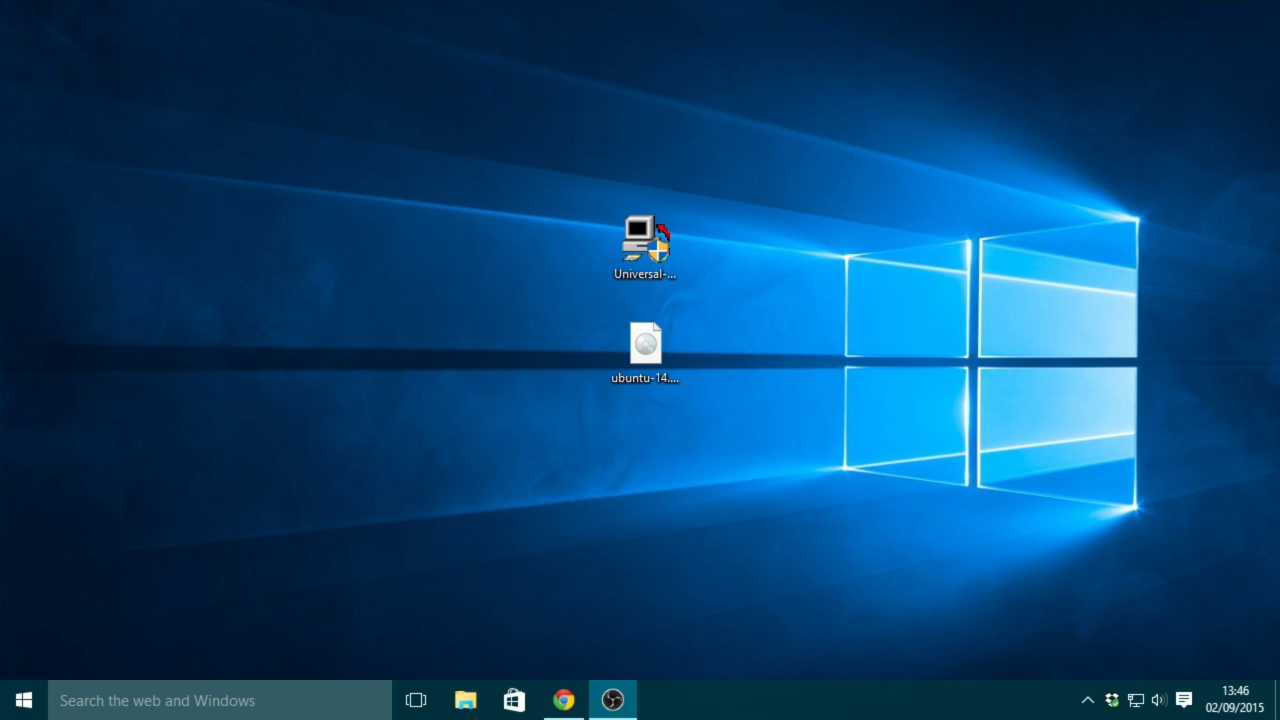 Universal-...
ubuntu-14....
Search the web and Windows
13:46
02/09/2015